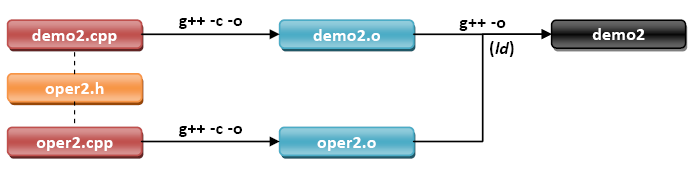 demo2.cpp
g++ -c -o
demo2.o
g++ -o
(ld)
demo2
oper2.h
oper2.cpp
g++ -c -o
oper2.o